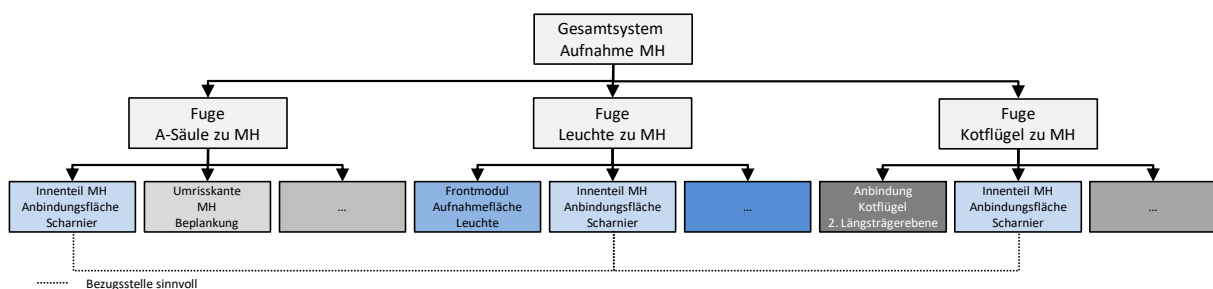 Gesamtsystem
Aufnahme MH
Fuge
A-Säule zu MH
Fuge
Leuchte zu MH
Fuge
Kotflügel zu MH
Innenteil MH
Anbindungsfläche
Scharnier
Umrisskante
MH
Beplankung
...
Frontmodul
Aufnahmefläche
Leuchte
Innenteil MH
Anbindungsfläche
Scharnier
...
Anbindung
Kotflügel
2. Längsträgerebene
Innenteil MH
Anbindungsfläche
Scharnier
...
Bezugsstelle sinnvoll